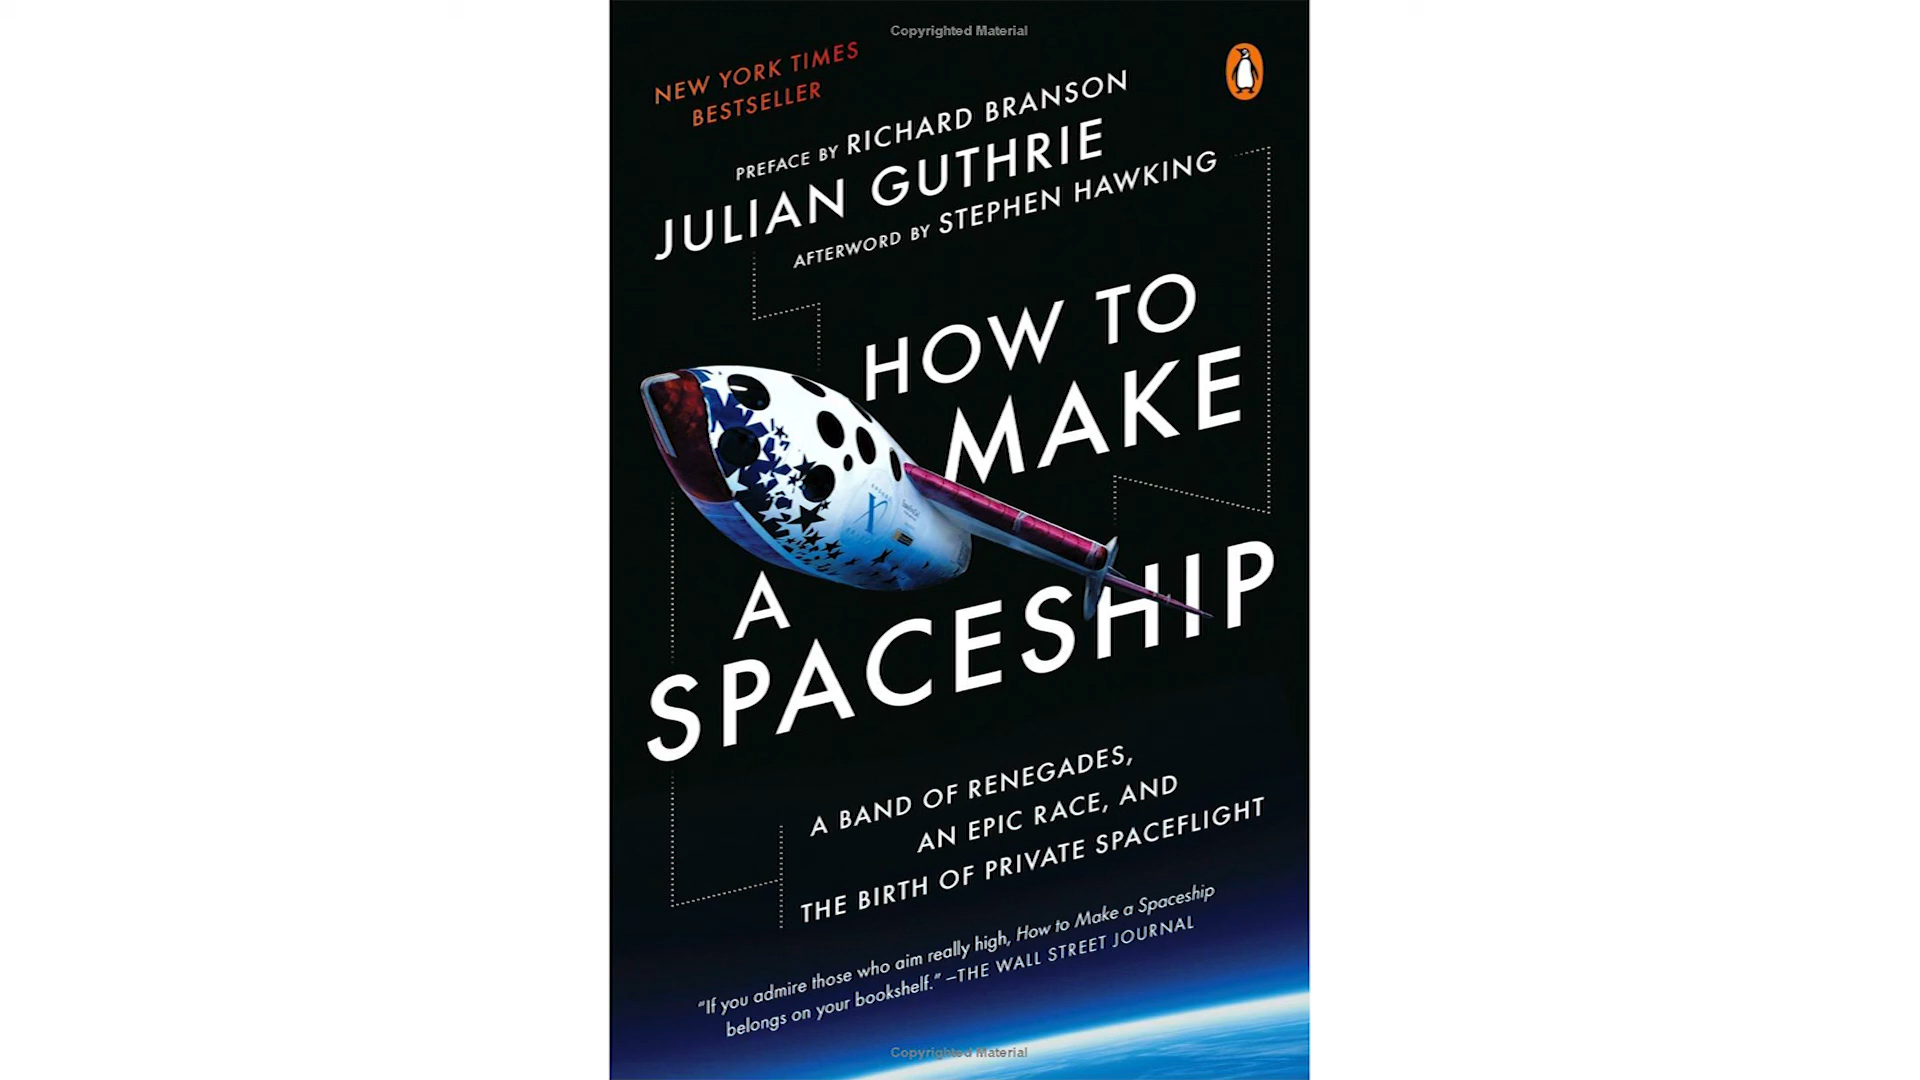 Copyrighted Material
NEW YORK TIMES
BESTSELLER
PREFACE BY RICHARD BRANSON
JULIAN GUTHRIE
AFTERWORD BY STEPHEN HAWKING
HOW TO
MAKE
A
SPACESHIP
A BAND OF RENEGADES,
AN EPIC RACE, AND
THE BIRTH OF PRIVATE SPACEFLIGHT
"If you admire those who aim really high, How to Make a Spaceship
belongs on your bookshelf." —THE WALL STREET JOURNAL
Copyrighted Material